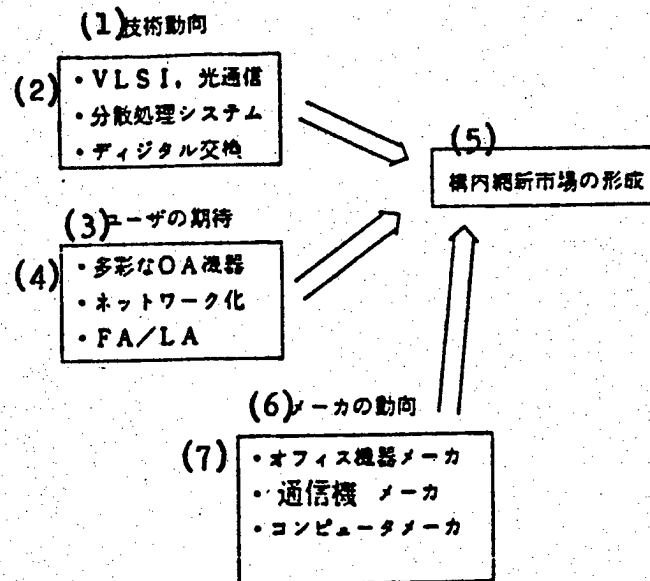 (1)技術動向
(2)
・VLSI，光通信
・分散処理システム
・ディジタル交換
(5)
構内網新市場の形成
(3)ユーザの期待
(4)
・多彩なOA機器
・ネットワーク化
・FA/LA
(6)メーカの動向
(7)
・オフィス機器メーカ
・通信機 メーカ
・コンピュータメーカ